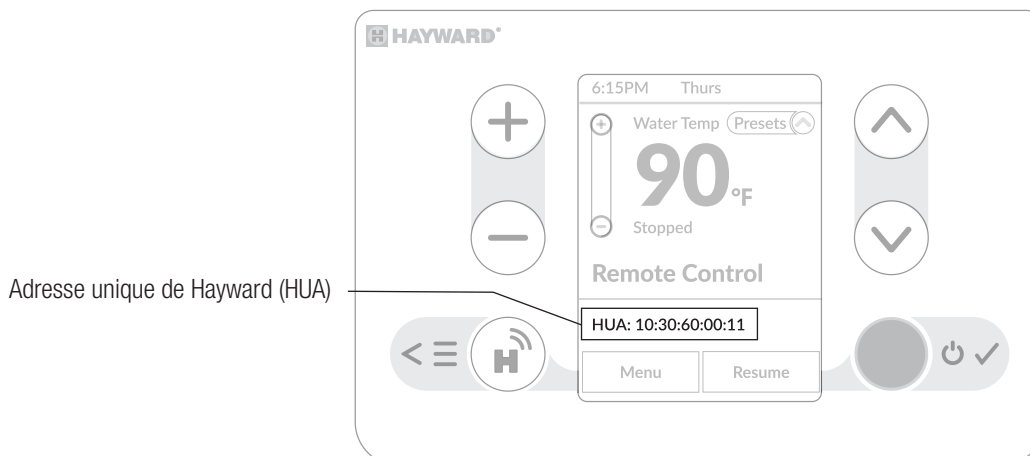 HAYWARD®
6:15PM Thurs
Water Temp Presets
90°F
Stopped
Remote Control
Adresse unique de Hayward (HUA)
HUA: 10:30:60:00:11
H
Menu Resume